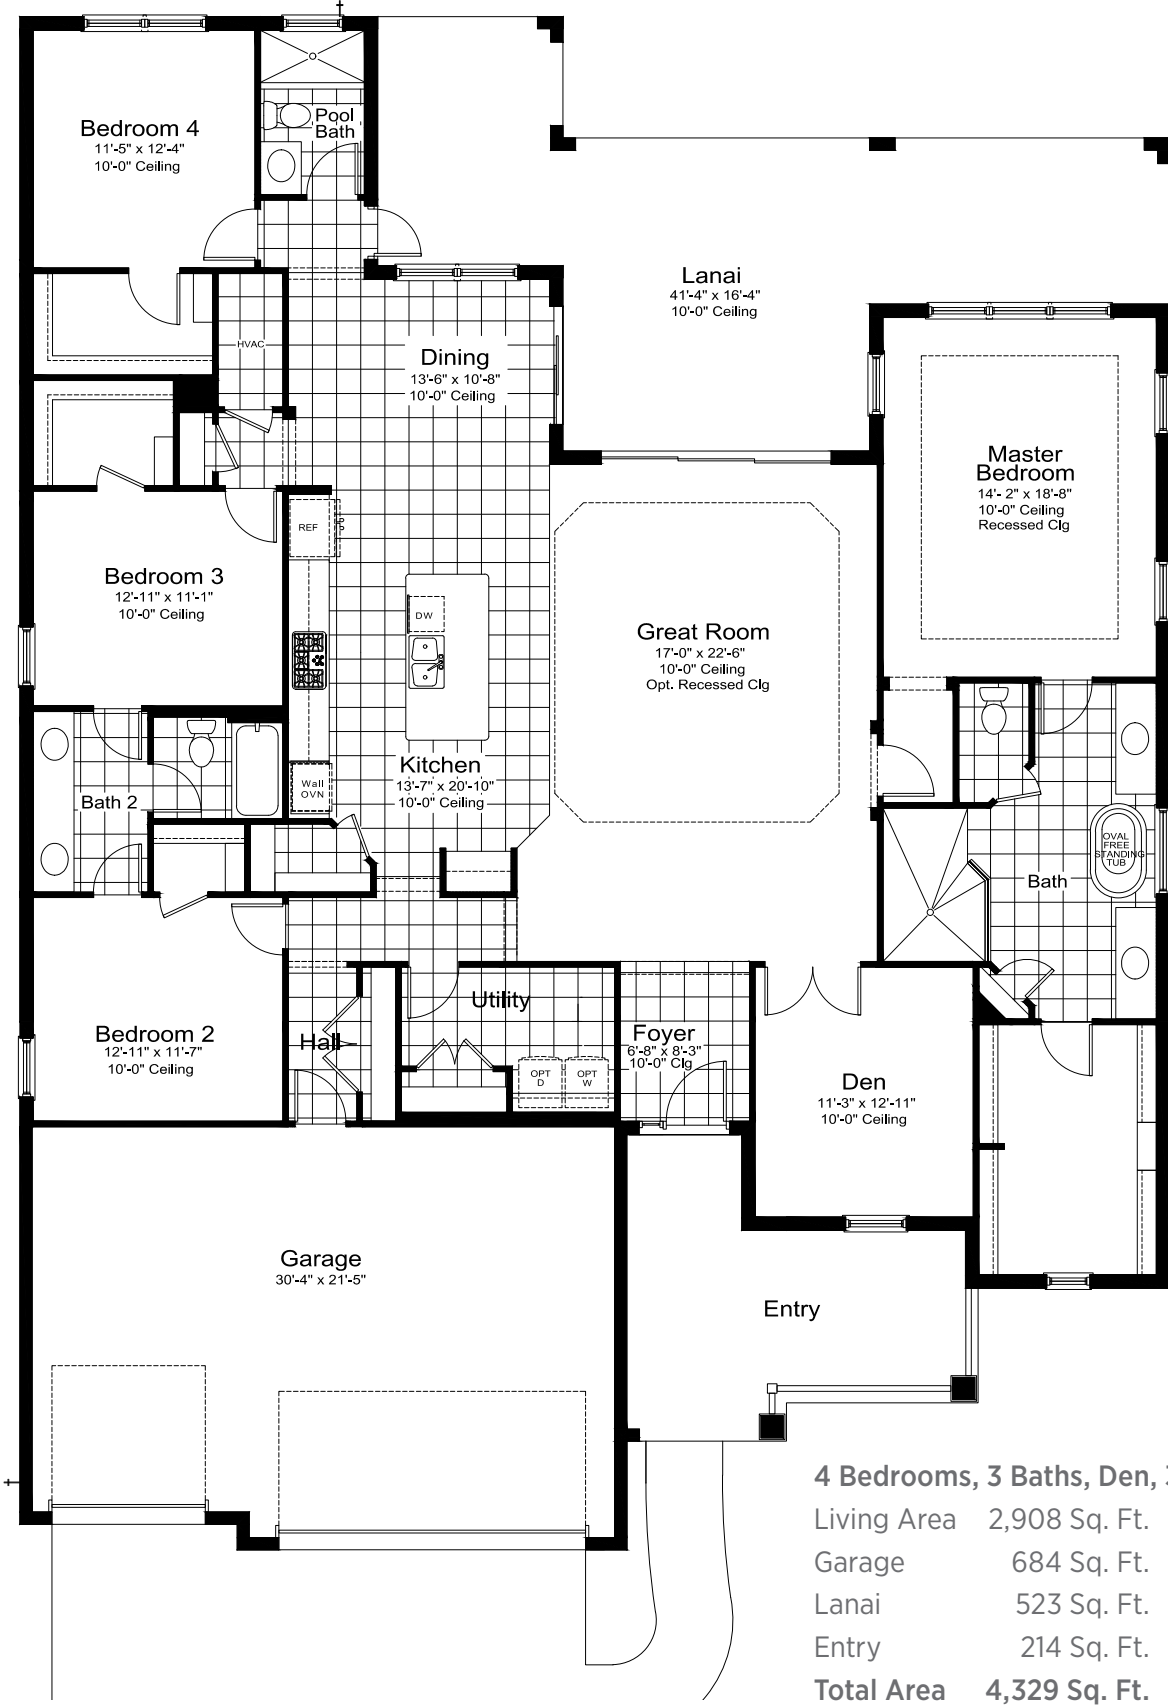 Bedroom 4
11'-5" x 12'-4"
10'-0" Ceiling
Pool
Bath
Lanai
41'-4" x 16'-4"
10'-0" Ceiling
HVAC
Dining
13'-6" x 10'-8"
10'-0" Ceiling
Master
Bedroom
14'- 2" x 18'-8"
10'-0" Ceiling
Recessed Clg
REF
Bedroom 3
12'-11" x 11'-1"
10'-0" Ceiling
DW
Great Room
17'-0" x 22'-6"
10'-0" Ceiling
Opt. Recessed Clg
Kitchen
13'-7" x 20'-10"
10'-0" Ceiling
Wall
OVN
Bath 2
OVAL
FREE
STANDING
TUB
Bath
Utility
OPT
D
OPT
W
Bedroom 2
12'-11" x 11'-7"
10'-0" Ceiling
Hall
Foyer
6'-8" x 8'-3"
10'-0" Clg
Den
11'-3" x 12'-11"
10'-0" Ceiling
Garage
30'-4" x 21'-5"
Entry
4 Bedrooms, 3 Baths, Den,
Living Area 2,908 Sq. Ft.
Garage 684 Sq. Ft.
Lanai 523 Sq. Ft.
Entry 214 Sq. Ft.
Total Area 4,329 Sq. Ft.